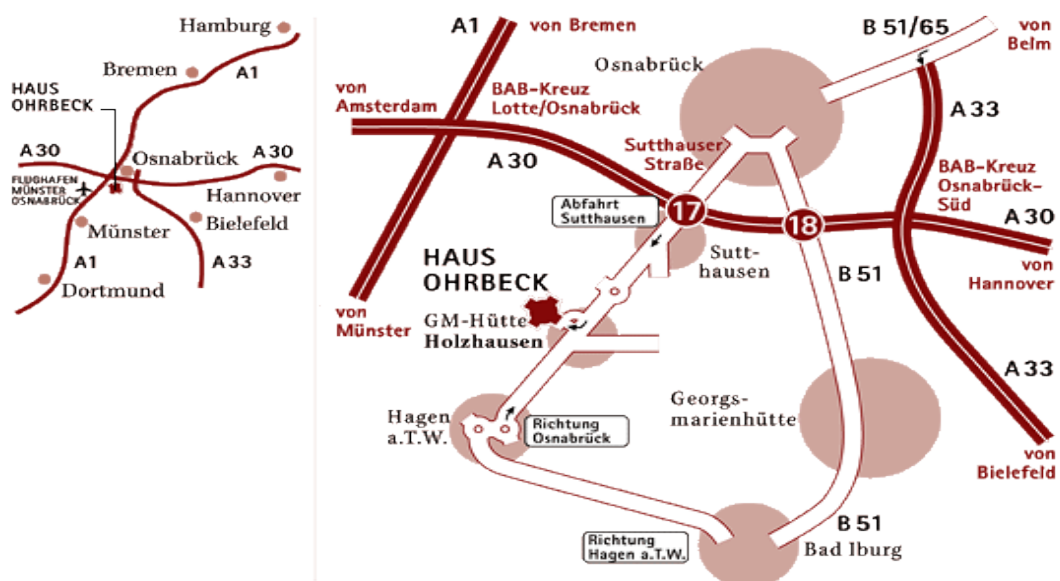 Hamburg
Bremen
A1
HAUS
OHRBECK
Osnabrück
A30
A30
FLUGHAFEN
MÜNSTER
OSNABRÜCK
Hannover
Münster
Bielefeld
A1
A33
Dortmund
A1
von Bremen
B 51/65
von
Belm
Osnabrück
von
Amsterdam
BAB-Kreuz
Lotte/Osnabrück
A33
A30
Sutthauser
Straße
BAB-Kreuz
Osnabrück-
Süd
Abfahrt
Sutthausen
17
18
A30
Sutt-
hausen
von
Hannover
HAUS
OHRBECK
B 51
von
Münster
GM-Hütte
Holzhausen
A33
Georgs-
marienhütte
Hagen
a.T.W.
Richtung
Osnabrück
von
Bielefeld
B 51
Richtung
Hagen a.T.W.
Bad Iburg